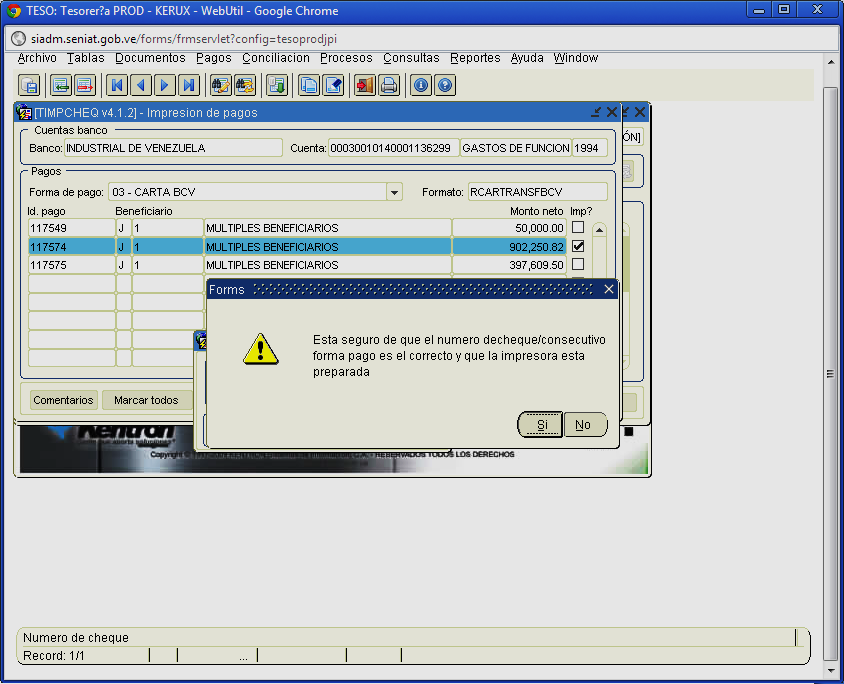 TESO: Tesorer?a PROD - KERUX - WebUtil - Google Chrome
siadm.seniat.gob.ve/forms/frmservlet?config=tesoprodjpi
Archivo Tablas Documentos Pagos Conciliacion Procesos Consultas Reportes Ayuda Window
[TIMPCHEQ v4.1.2] - Impresion de pagos
Cuentas banco
ÓN]
Banco: INDUSTRIAL DE VENEZUELA Cuenta: 00030010140001136299 GASTOS DE FUNCION 1994
Pagos
Forma de pago: 03 - CARTA BCV Formato: RCARTRANSFBCV
Id. pago Beneficiario Monto neto Imp?
117549 J 1 MULTIPLES BENEFICIARIOS 50,000.00
117574 J 1 MULTIPLES BENEFICIARIOS 902,250.82
117575 J 1 MULTIPLES BENEFICIARIOS 397,609.50
Forms
Esta seguro de que el numero decheque/consecutivo
forma pago es el correcto y que la impresora esta
preparada
Comentarios Marcar todos
Si No
Kentron
Copyright © RESERVADOS TODOS LOS DERECHOS
Numero de cheque
Record: 1/1 ...